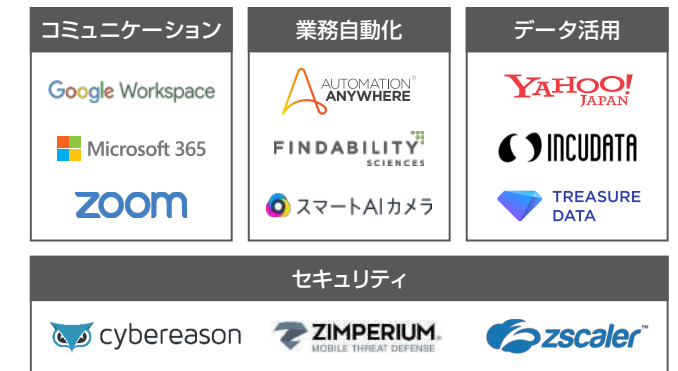 コミュニケーション
Google Workspace
Microsoft 365
zoom
業務自動化
AUTOMATION
ANYWHERE
FINDABILITY
SCIENCES
スマートAIカメラ
データ活用
YAHOO!
JAPAN
INCUDATA
TREASURE
DATA
セキュリティ
cybereason
ZIMPERIUM.
MOBILE THREAT DEFENSE
zscaler™